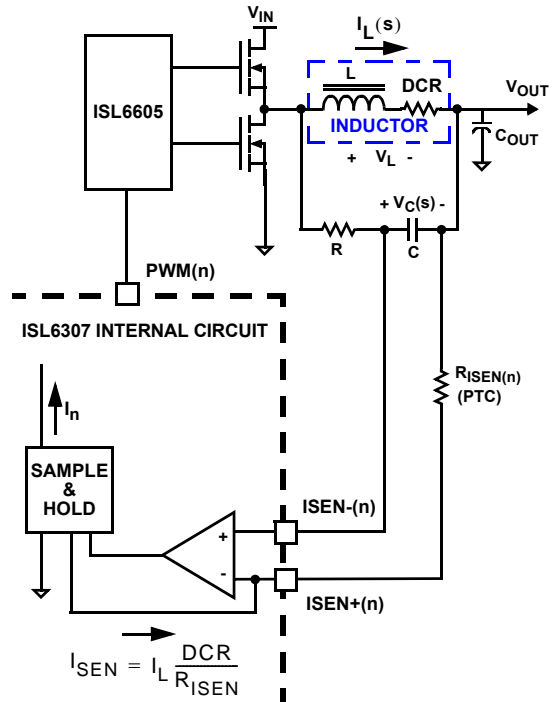 V_IN
I_L(s)
ISL6605
L
DCR
V_OUT
INDUCTOR
C_OUT
+ V_L -
+ V_C(s) -
R
C
PWM(n)
ISL6307 INTERNAL CIRCUIT
R_ISEN(n)
(PTC)
I_n
SAMPLE
&
HOLD
ISEN-(n)
+
-
ISEN+(n)
I_SEN = I_L DCR / R_ISEN